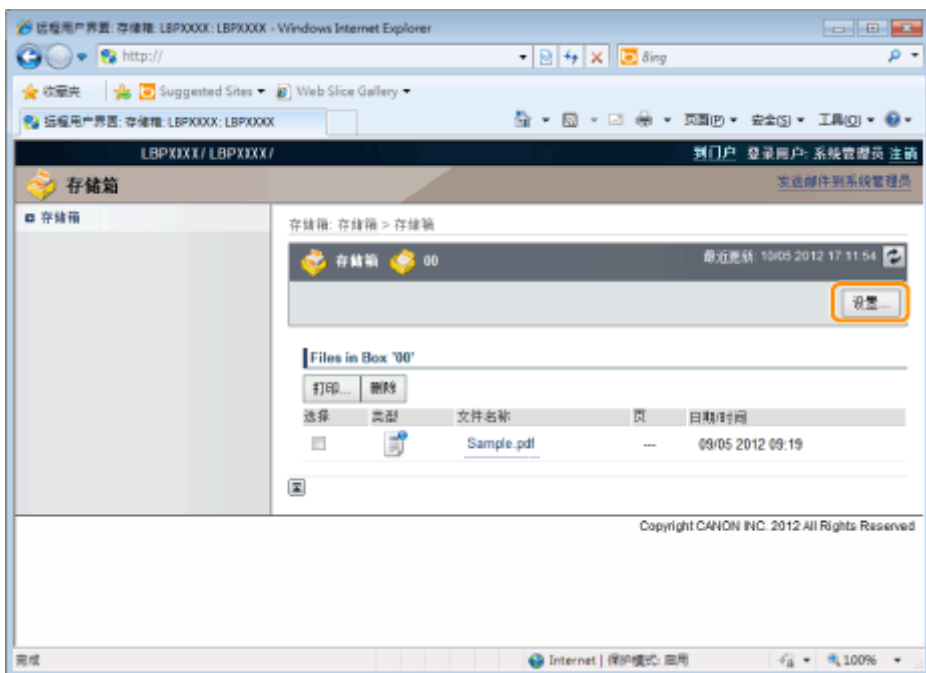 远程用户界面: 存储箱: LBPXXXX: LBPXXXX - Windows Internet Explorer
http://
Bing
收藏夹 Suggested Sites Web Slice Gallery
远程用户界面: 存储箱: LBPXXXX: LBPXXXX 页面(P) 安全(S) 工具(O)
LBPXXXX/ LBPXXXX/ 到门户 登录用户: 系统管理员 注销
存储箱 发送邮件到系统管理员
存储箱
存储箱: 存储箱 > 存储箱
存储箱 00 最近更新: 10/05 2012 17:11:54
设置...
Files in Box '00'
打印... 删除
选择 类型 文件名称 页 日期/时间
Sample.pdf --- 09/05 2012 09:19
Copyright CANON INC. 2012 All Rights Reserved
完成 Internet | 保护模式: 启用 100%